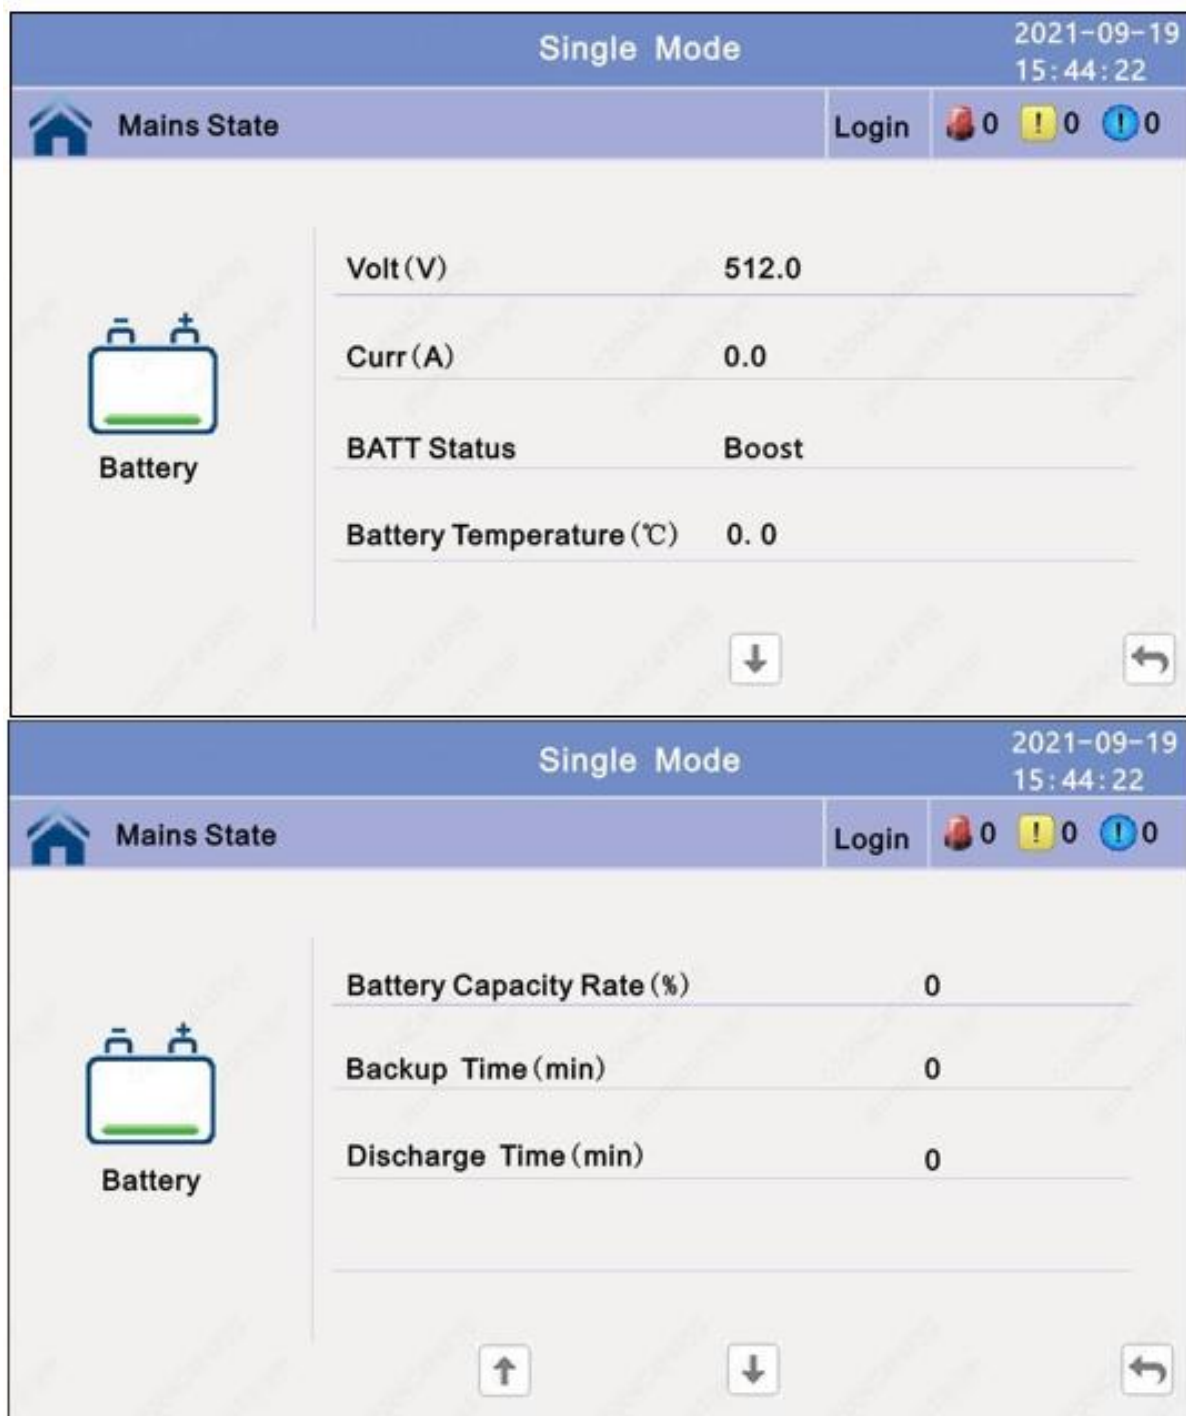 Single Mode
2021-09-19
15:44:22
Mains State
Login 0 ! 0 ! 0
Volt(V) 512.0
Curr(A) 0.0
BATT Status Boost
Battery Temperature(℃) 0.0
- +
Battery
Single Mode
2021-09-19
15:44:22
Mains State
Login 0 ! 0 ! 0
Battery Capacity Rate(%) 0
Backup Time(min) 0
Discharge Time(min) 0
- +
Battery